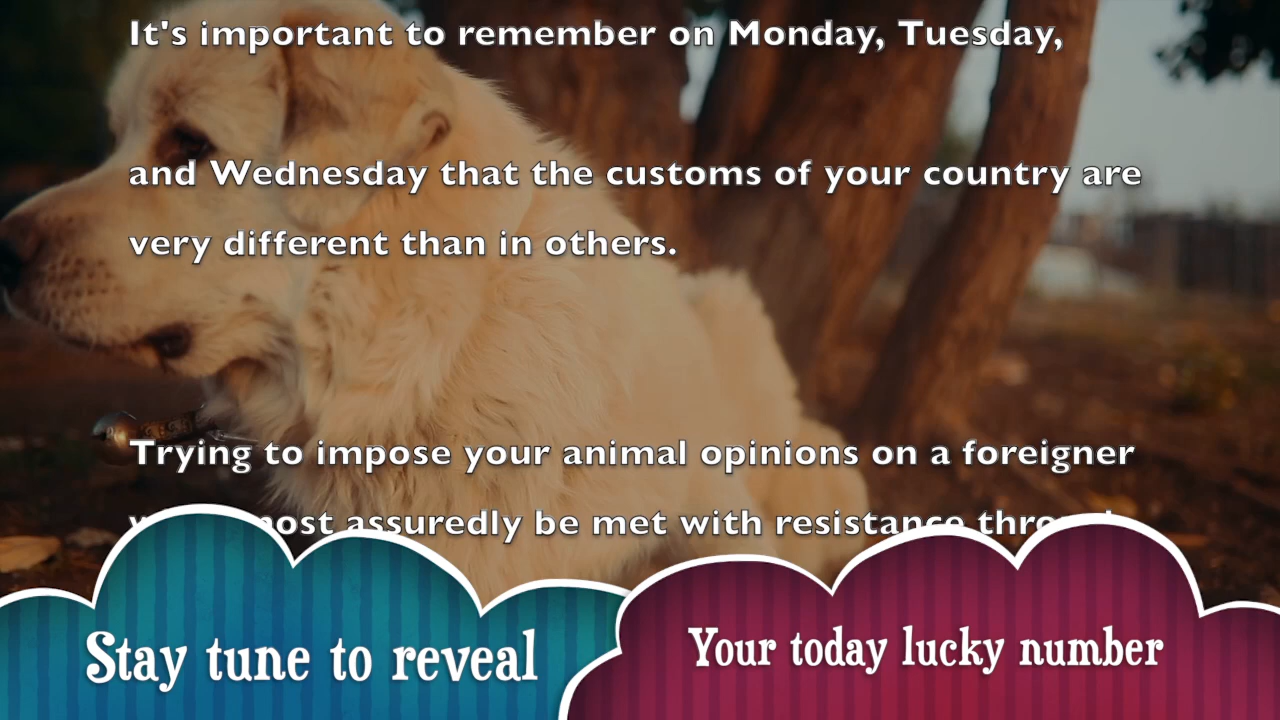 It's important to remember on Monday, Tuesday,
and Wednesday that the customs of your country are
very different than in others.
Trying to impose your animal opinions on a foreigner
most assuredly be met with resistance
Stay tune to reveal
Your today lucky number